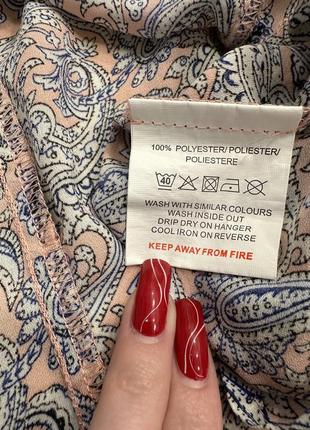 100% POLYESTER/ POLIESTER/
POLIESTERE
40
WASH WITH SIMILAR COLOURS
WASH INSIDE OUT
DRIP DRY ON HANGER
COOL IRON ON REVERSE
KEEP AWAY FROM FIRE